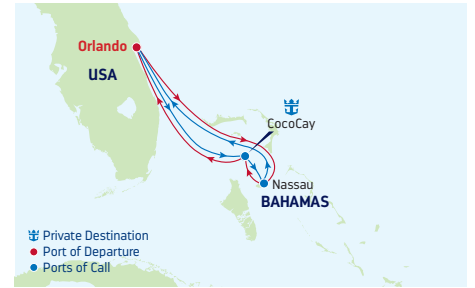 Orlando
USA
CocoCay
Nassau
BAHAMAS
Private Destination
Port of Departure
Ports of Call